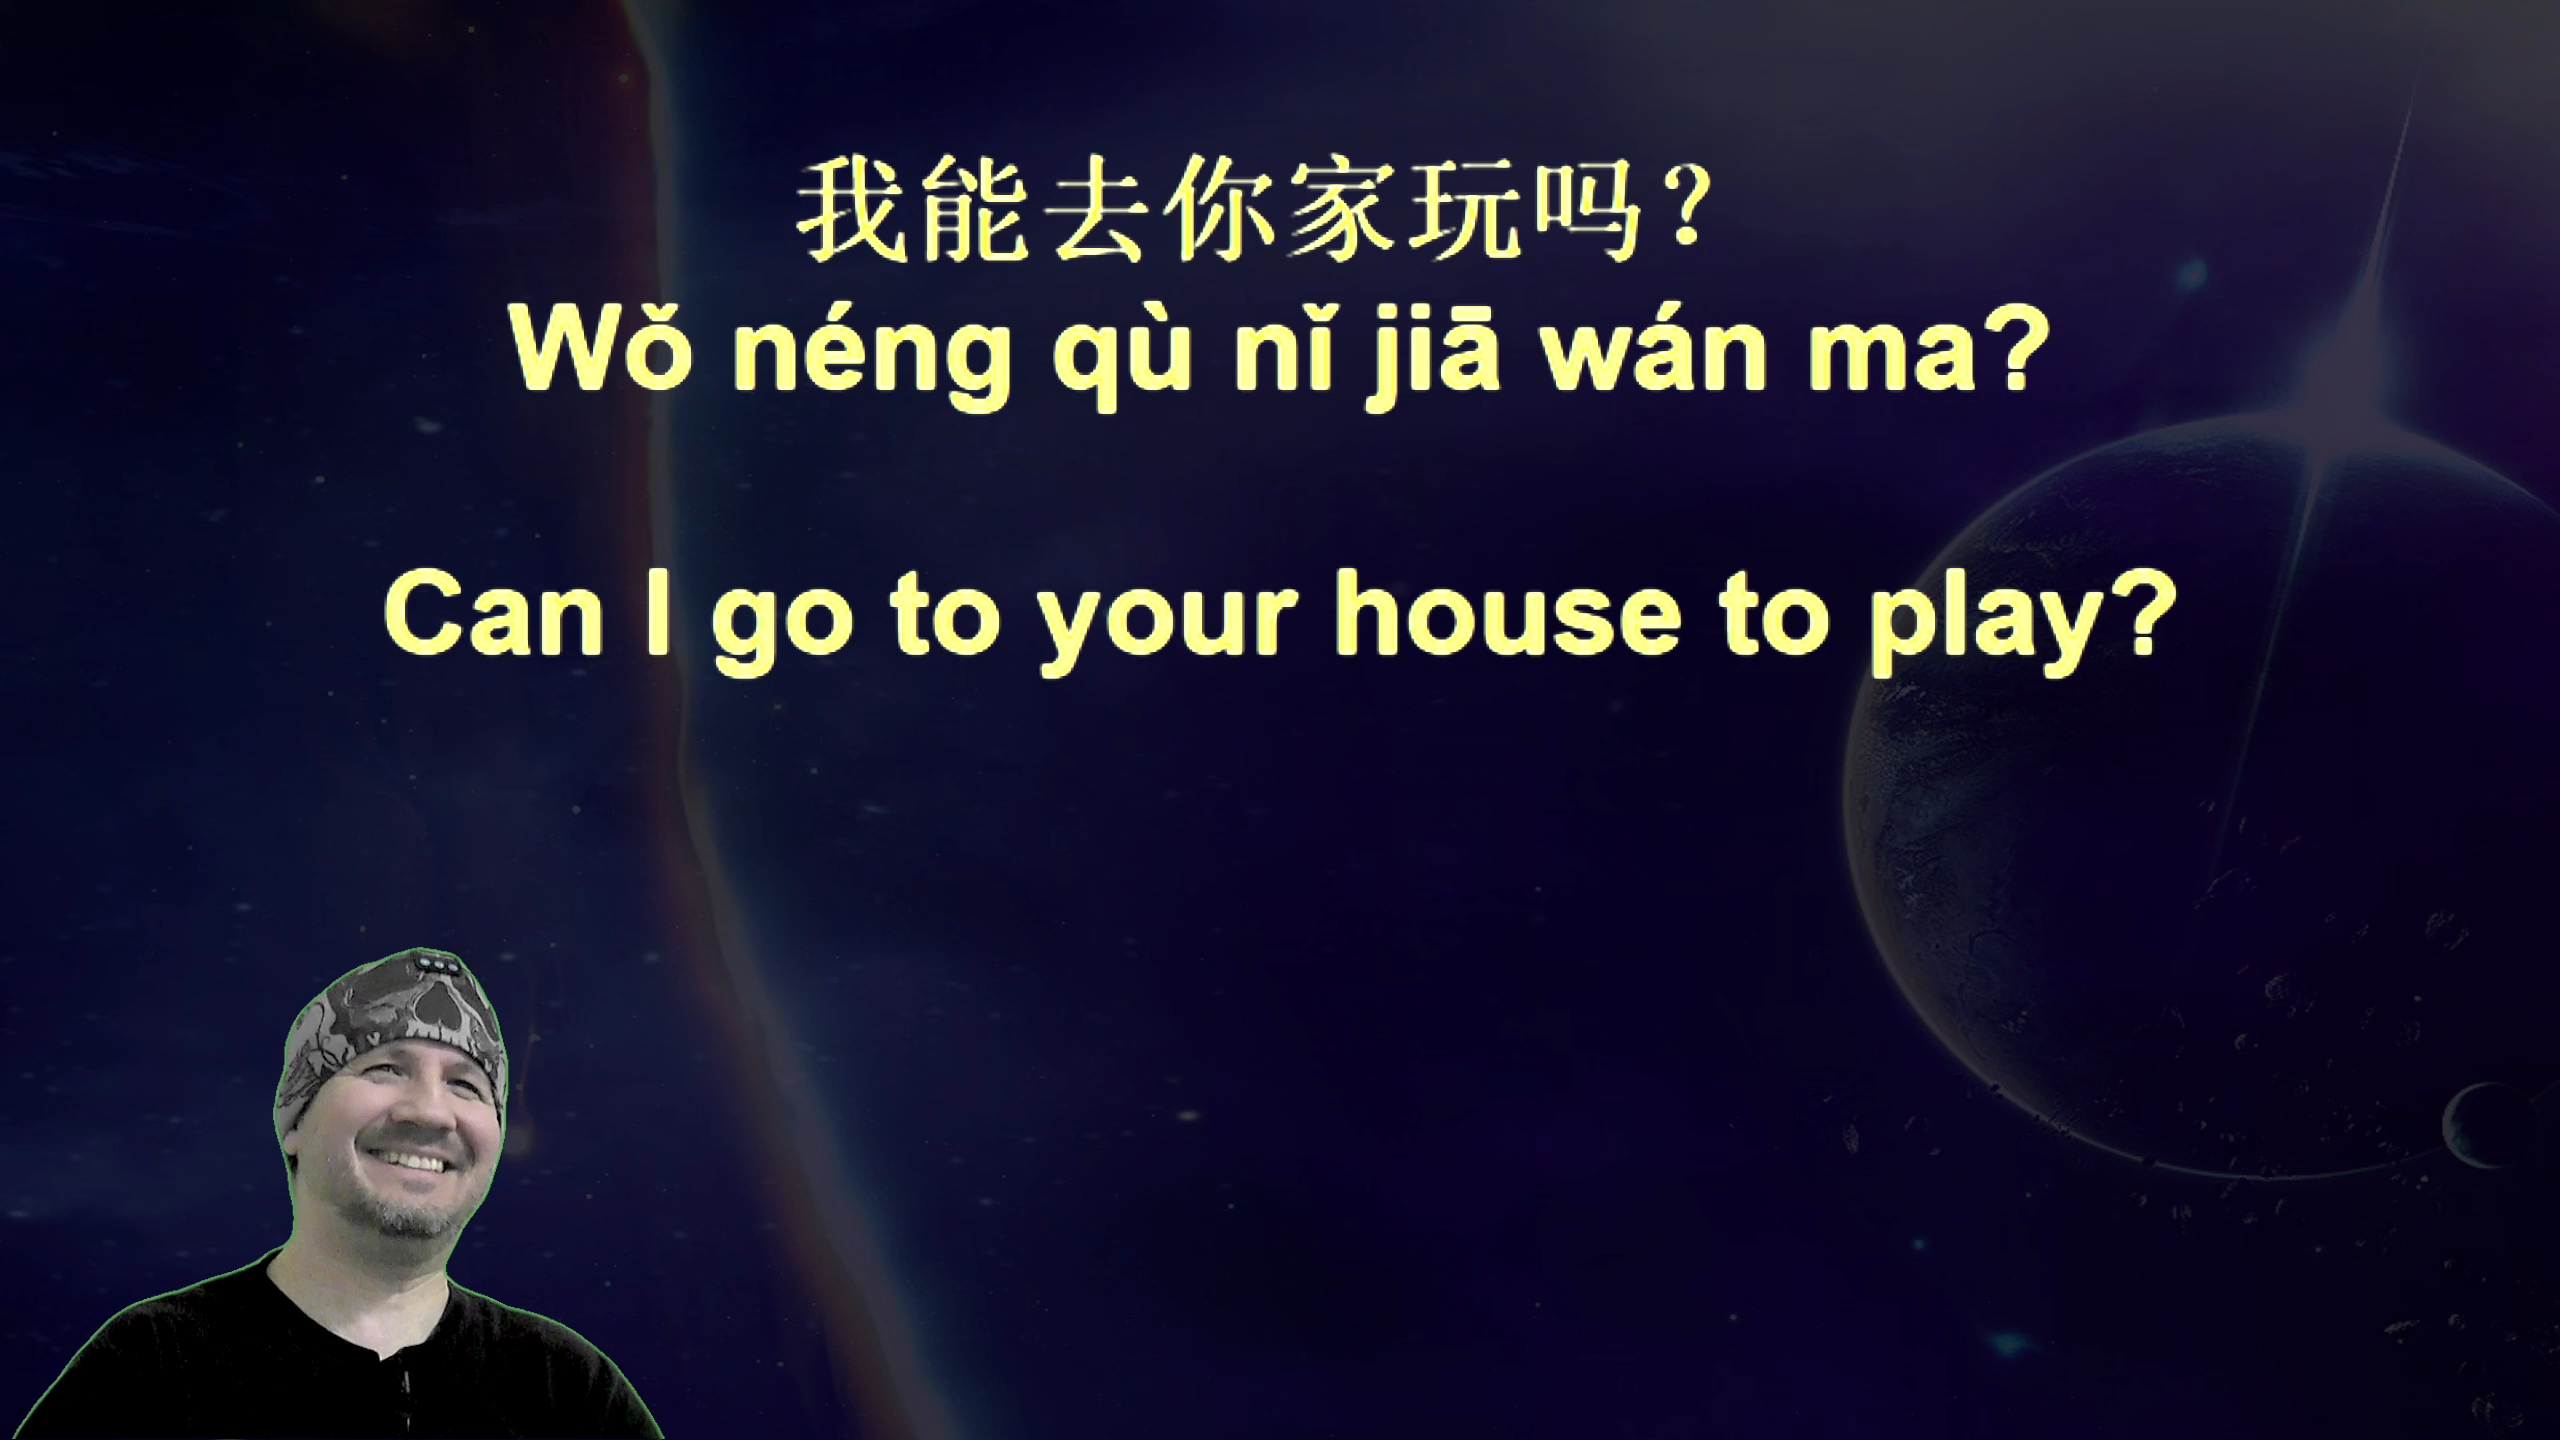 我能去你家玩吗？
Wǒ néng qù nǐ jiā wán ma?
Can I go to your house to play?